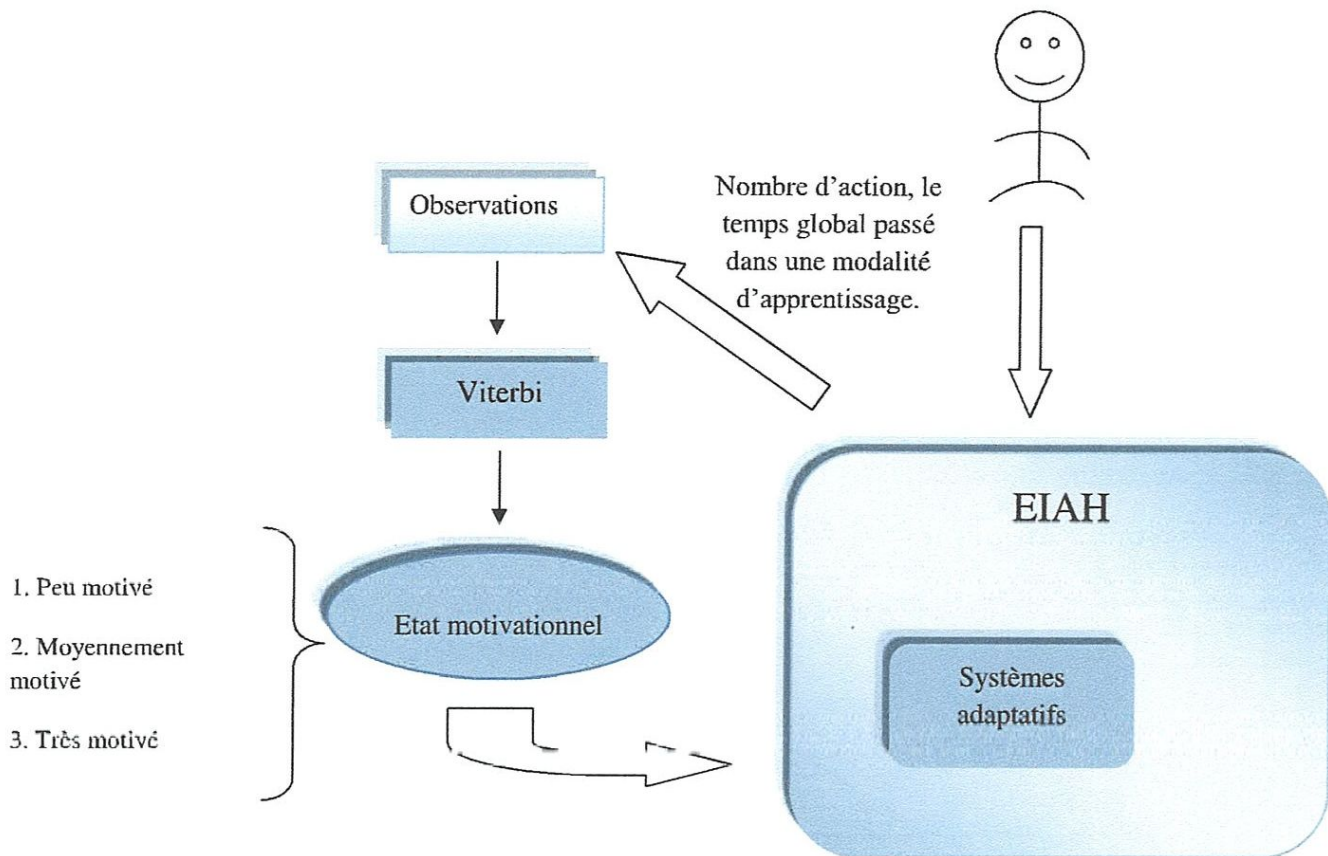 Observations
Nombre d'action, le
temps global passé
dans une modalité
d'apprentissage.
Viterbi
EIAH
Etat motivationnel
1. Peu motivé
2. Moyennement
motivé
3. Très motivé
Systèmes
adaptatifs